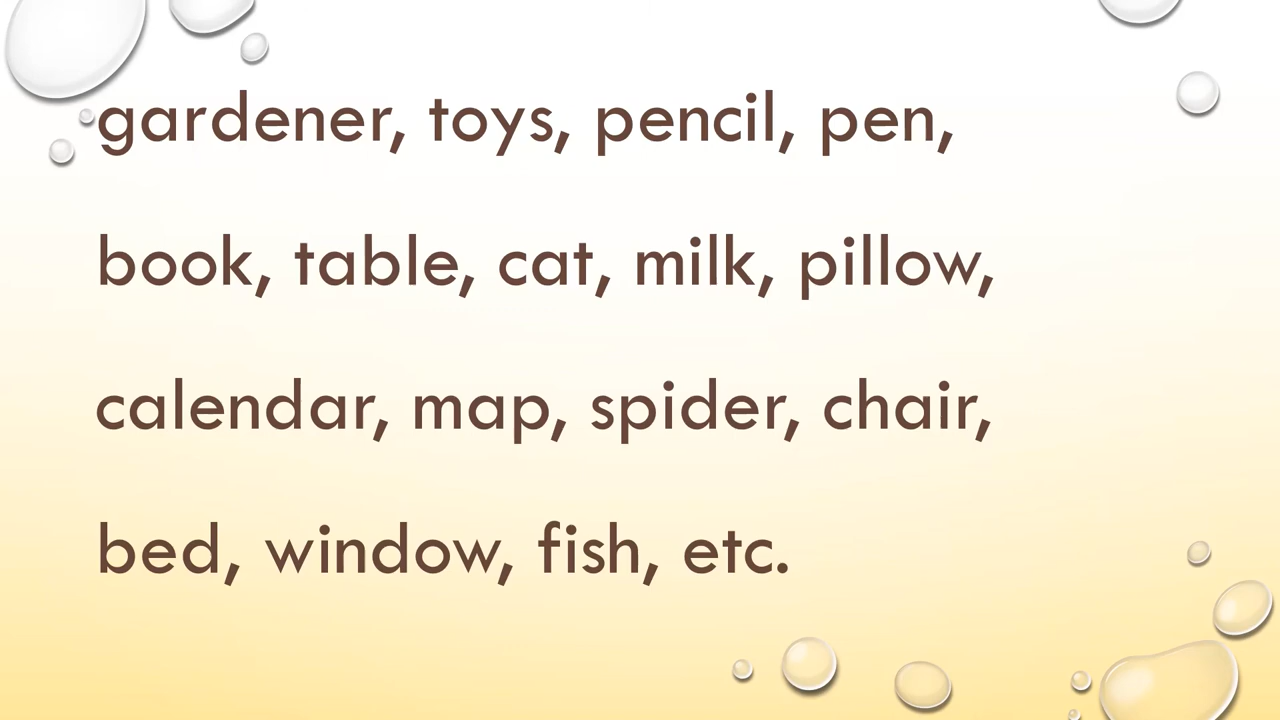 gardener, toys, pencil, pen,
book, table, cat, milk, pillow,
calendar, map, spider, chair,
bed, window, fish, etc.